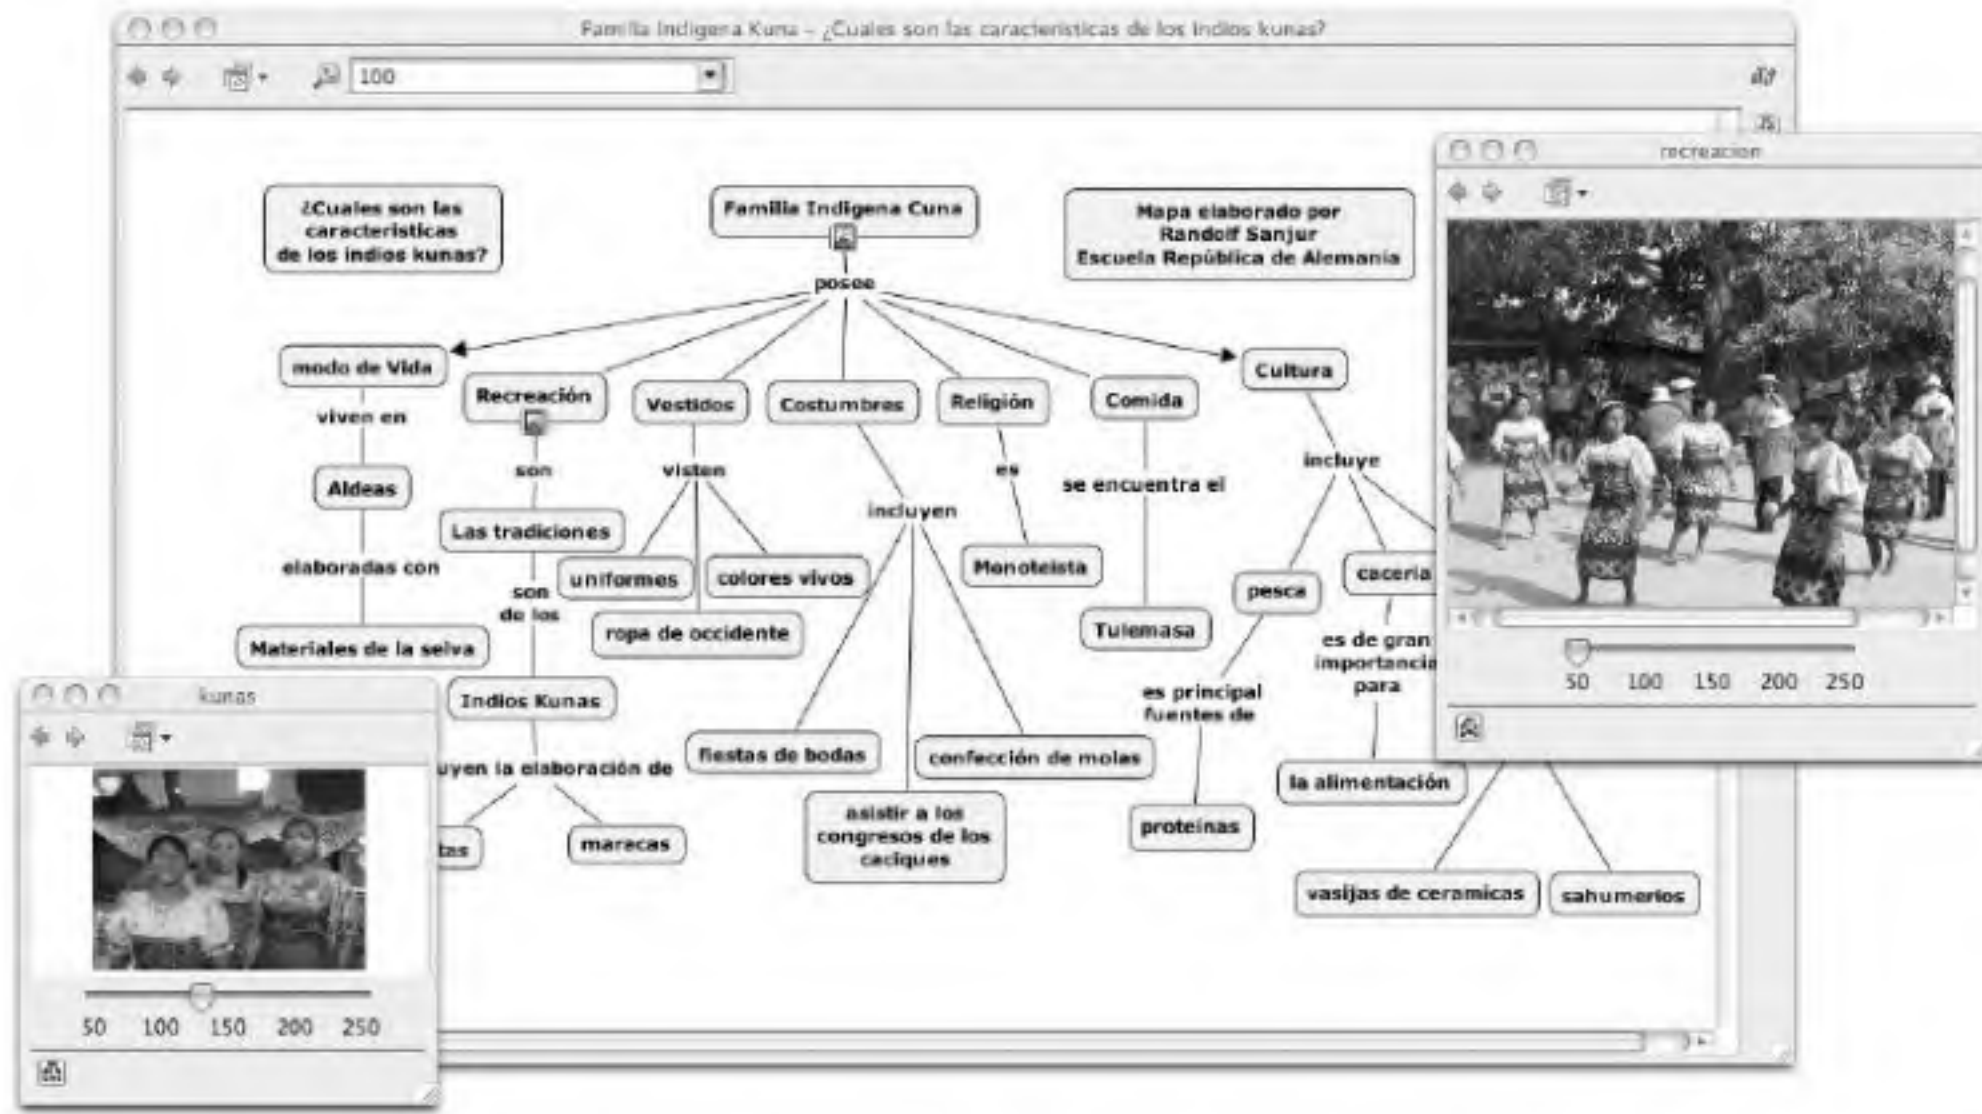 Familia Indigena Kuna – ¿Cuales son las caracteristicas de los indios kunas?
100
¿Cuales son las
caracteristicas
de los indios kunas?
Familia Indigena Cuna
Mapa elaborado por
Randolf Sanjur
Escuela República de Alemania
posee
modo de Vida
viven en
Aldeas
elaboradas con
Materiales de la selva
Recreación
son
Las tradiciones
son
de los
Indios Kunas
uyen la elaboración de
tas
maracas
Vestidos
visten
uniformes
ropa de occidente
colores vivos
Costumbres
incluyen
fiestas de bodas
asistir a los
congresos de los
caciques
confección de molas
Religión
es
Monoteista
Comida
se encuentra el
Tulemasa
Cultura
incluye
pesca
es principal
fuentes de
proteinas
caceria
es de gran
importancia
para
la alimentación
vasijas de ceramicas
sahumerios
recreacion
50 100 150 200 250
kunas
50 100 150 200 250